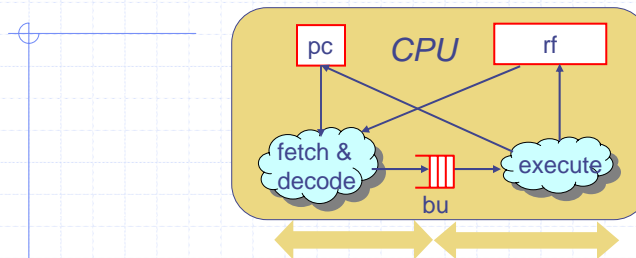 pc
CPU
rf
fetch &
decode
execute
bu